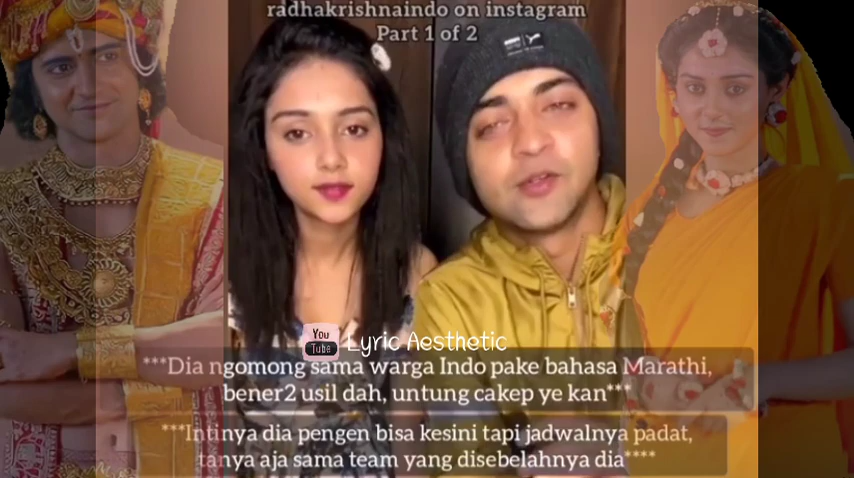 radhakrishnaindo on instagram
Part 1 of 2
You
Tube
Lyric Aesthetic
***Dia ngomong sama warga Indo pake bahasa Marathi,
bener2 usil dah, untung cakep ye kan***
***Intinya dia pengen bisa kesini tapi jadwalnya padat,
tanya aja sama team yang disebelahnya dia****